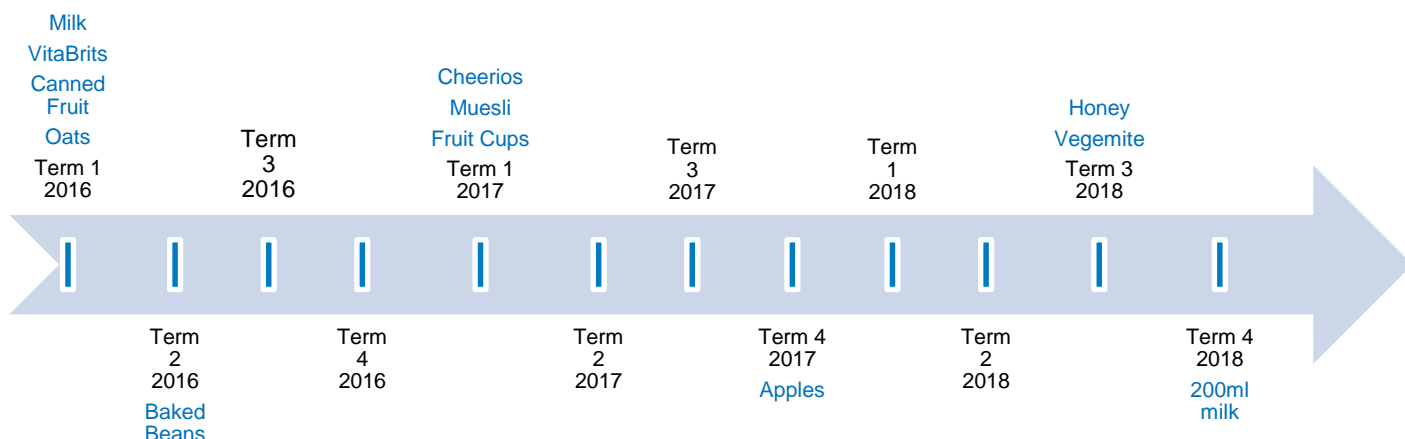 Milk
VitaBrits
Canned
Fruit
Oats
Term 1
2016
Term
3
2016
Cheerios
Muesli
Fruit Cups
Term 1
2017
Term
3
2017
Term
1
2018
Honey
Vegemite
Term 3
2018
Term
2
2016
Baked
Beans
Term
4
2016
Term
2
2017
Term 4
2017
Apples
Term
2
2018
Term 4
2018
200ml
milk